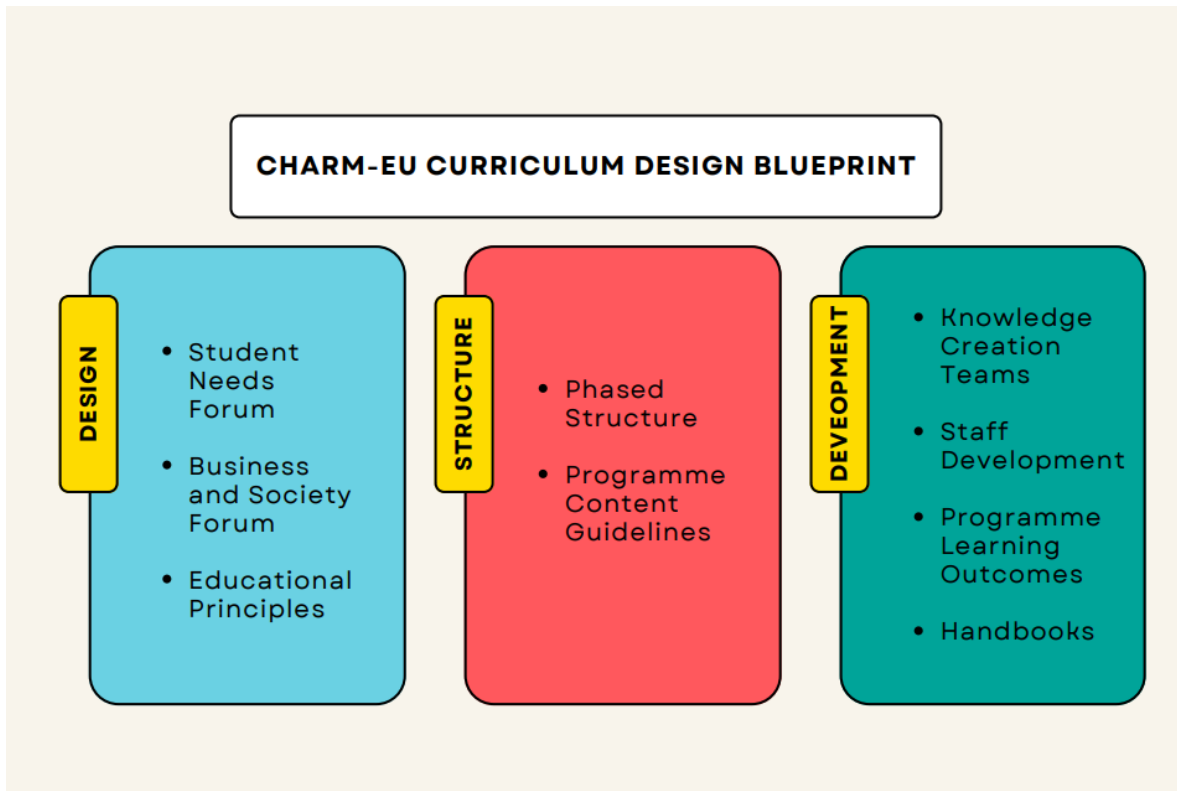 CHARM-EU CURRICULUM DESIGN BLUEPRINT
DESIGN
• Student
Needs
Forum
• Business
and Society
Forum
• Educational
Principles
STRUCTURE
• Phased
Structure
• Programme
Content
Guidelines
DEVEOPMENT
• Knowledge
Creation
Teams
• Staff
Development
• Programme
Learning
Outcomes
• Handbooks